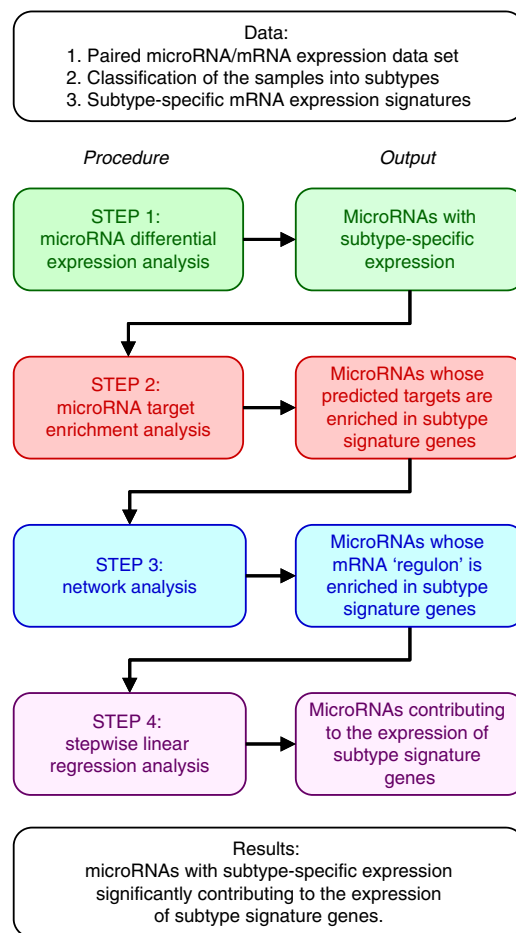 Data:
1. Paired microRNA/mRNA expression data set
2. Classification of the samples into subtypes
3. Subtype-specific mRNA expression signatures
Procedure
Output
STEP 1:
microRNA differential
expression analysis
MicroRNAs with
subtype-specific
expression
STEP 2:
microRNA target
enrichment analysis
MicroRNAs whose
predicted targets are
enriched in subtype
signature genes
STEP 3:
network analysis
MicroRNAs whose
mRNA ‘regulon’ is
enriched in subtype
signature genes
STEP 4:
stepwise linear
regression analysis
MicroRNAs contributing
to the expression of
subtype signature
genes
Results:
microRNAs with subtype-specific expression
significantly contributing to the expression
of subtype signature genes.